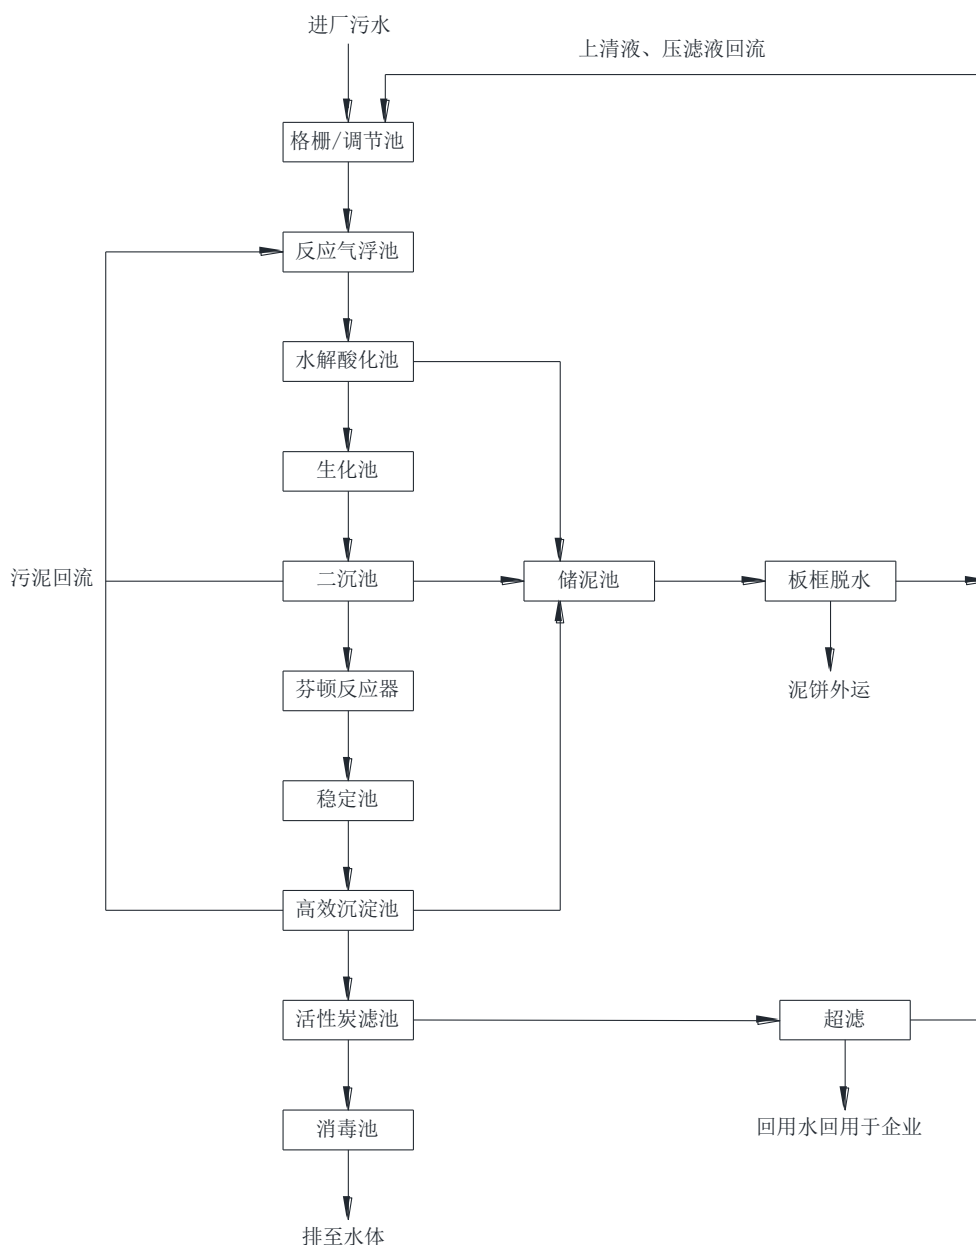 进厂污水
上清液、压滤液回流
格栅/调节池
反应气浮池
水解酸化池
生化池
污泥回流
二沉池
储泥池
板框脱水
芬顿反应器
泥饼外运
稳定池
高效沉淀池
活性炭滤池
超滤
消毒池
回用水回用于企业
排至水体